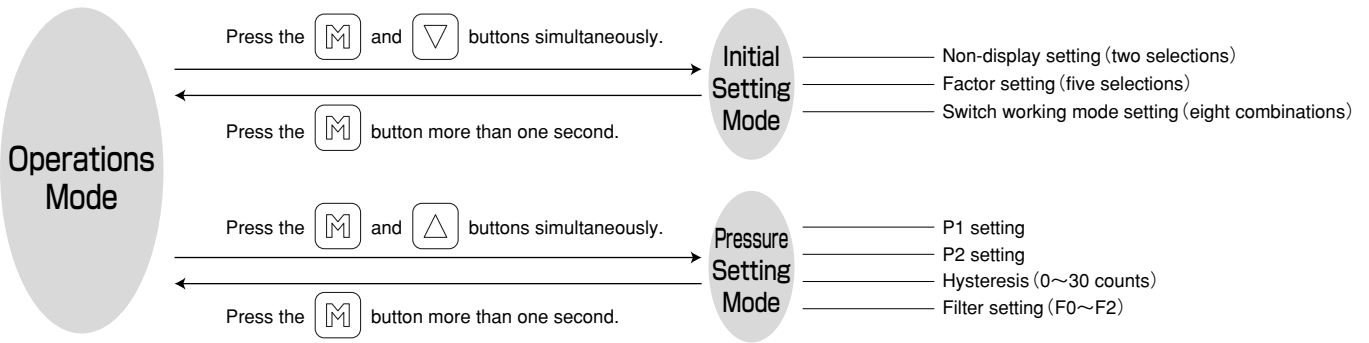 Press the M and ▽ buttons simultaneously.
Press the M button more than one second.
Initial
Setting
Mode
Non-display setting (two selections)
Factor setting (five selections)
Switch working mode setting (eight combinations)
Operations
Mode
Press the M and △ buttons simultaneously.
Press the M button more than one second.
Pressure
Setting
Mode
P1 setting
P2 setting
Hysteresis (0～30 counts)
Filter setting (F0～F2)